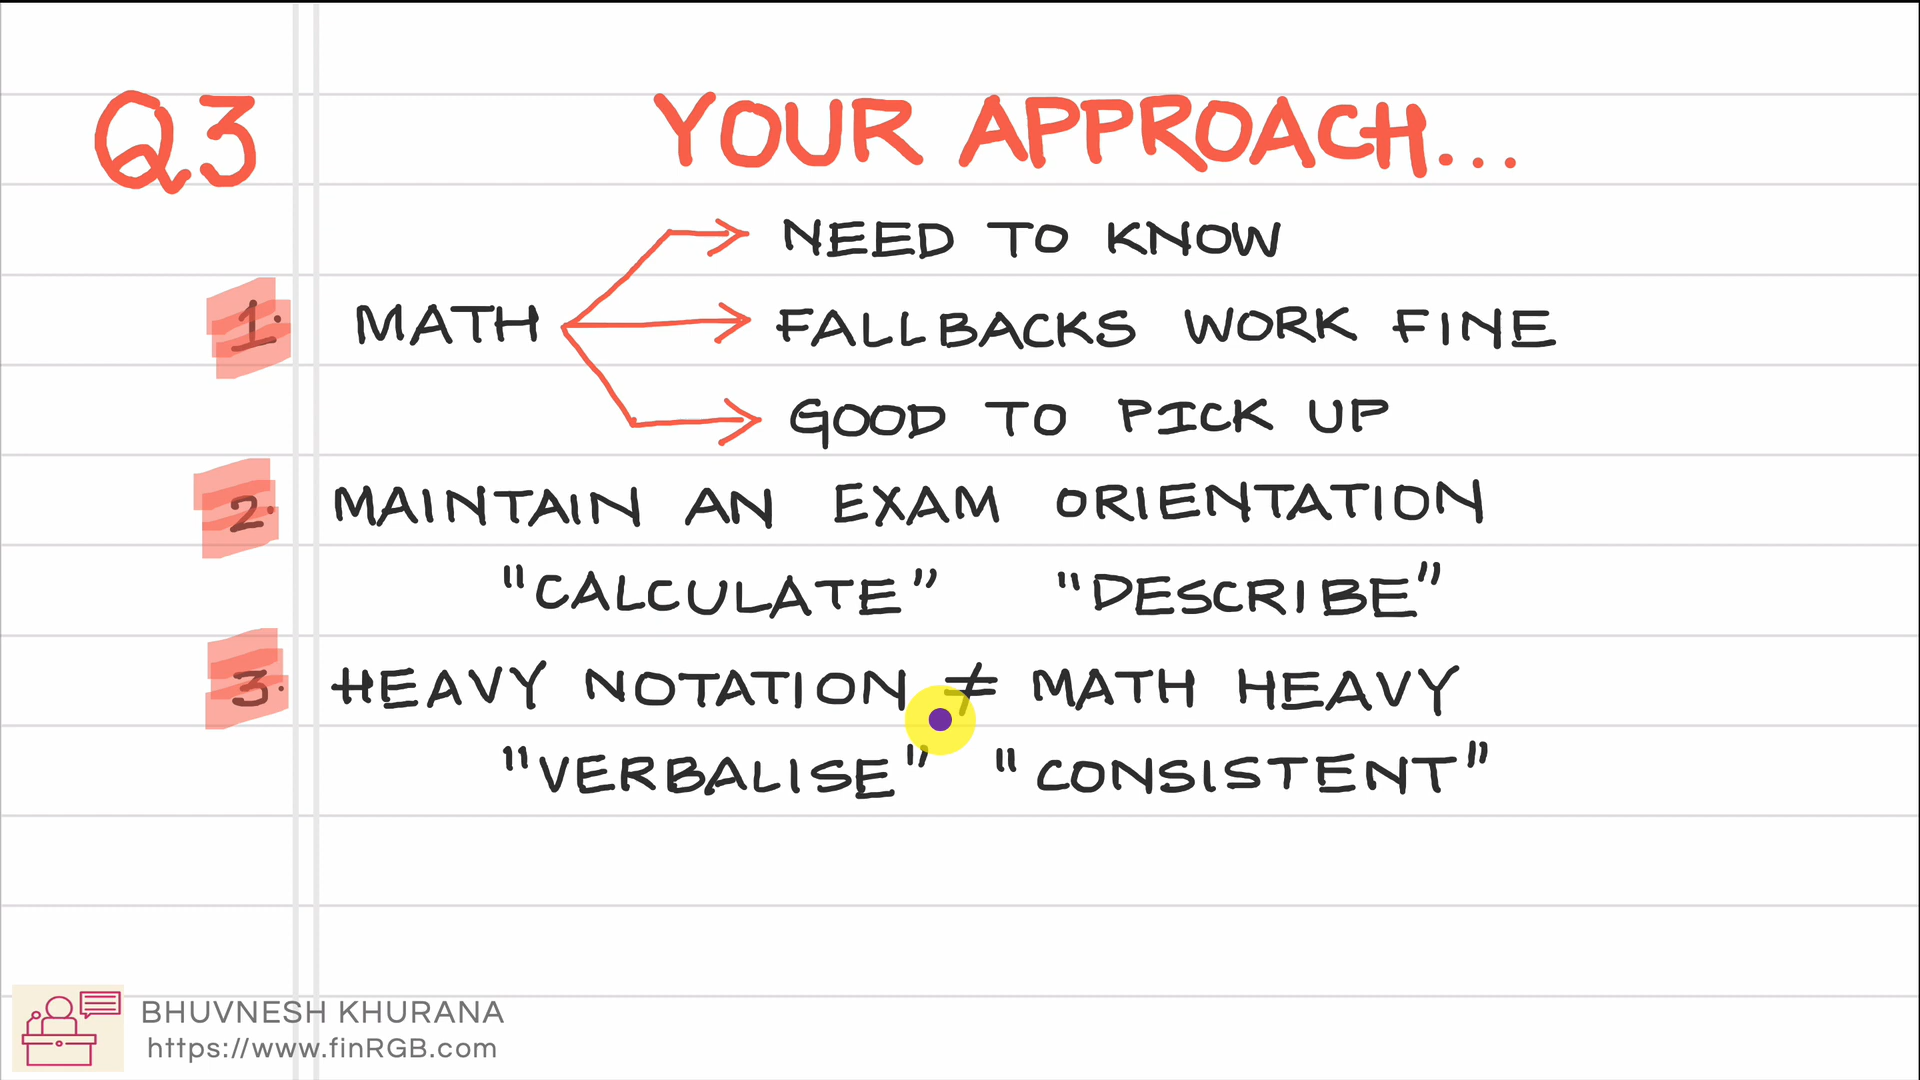 Q3 YOUR APPROACH...
NEED TO KNOW
1. MATH FALLBACKS WORK FINE
GOOD TO PICK UP
2. MAINTAIN AN EXAM ORIENTATION
"CALCULATE" "DESCRIBE"
3. HEAVY NOTATION ≠ MATH HEAVY
"VERBALISE" "CONSISTENT"
BHUVNESH KHURANA
https://www.finRGB.com